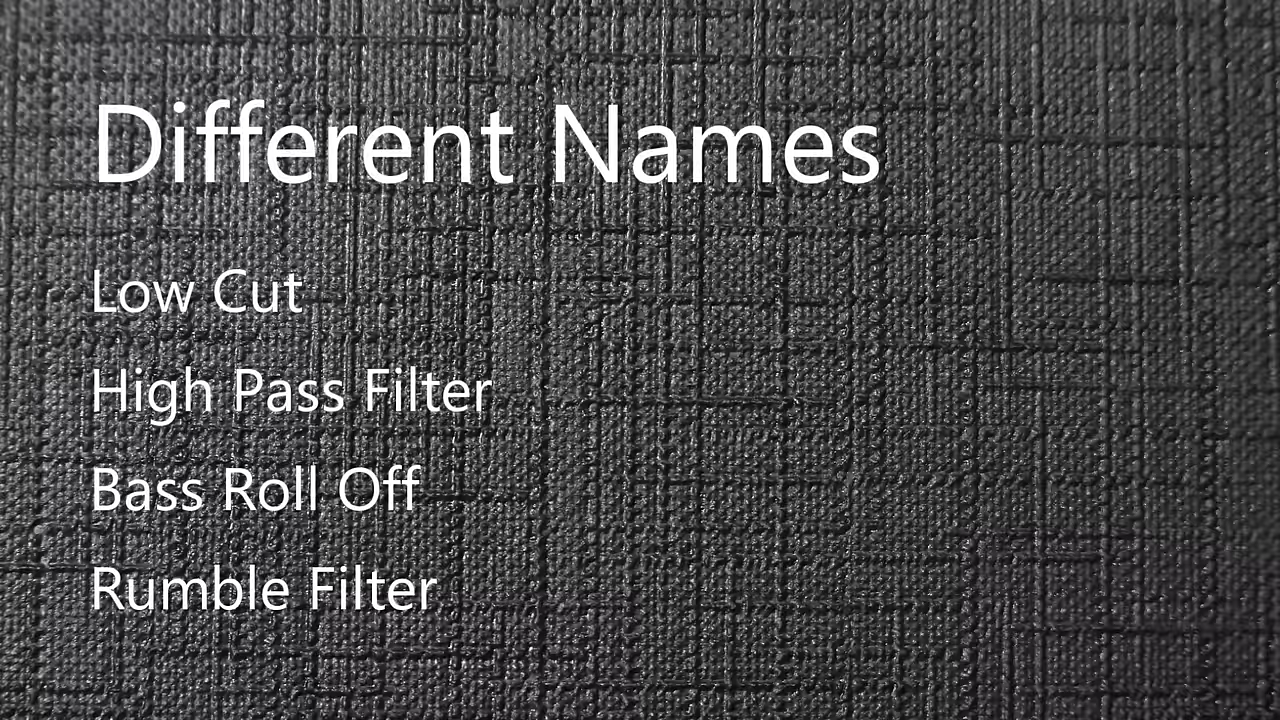 Different Names
Low Cut
High Pass Filter
Bass Roll Off
Rumble Filter